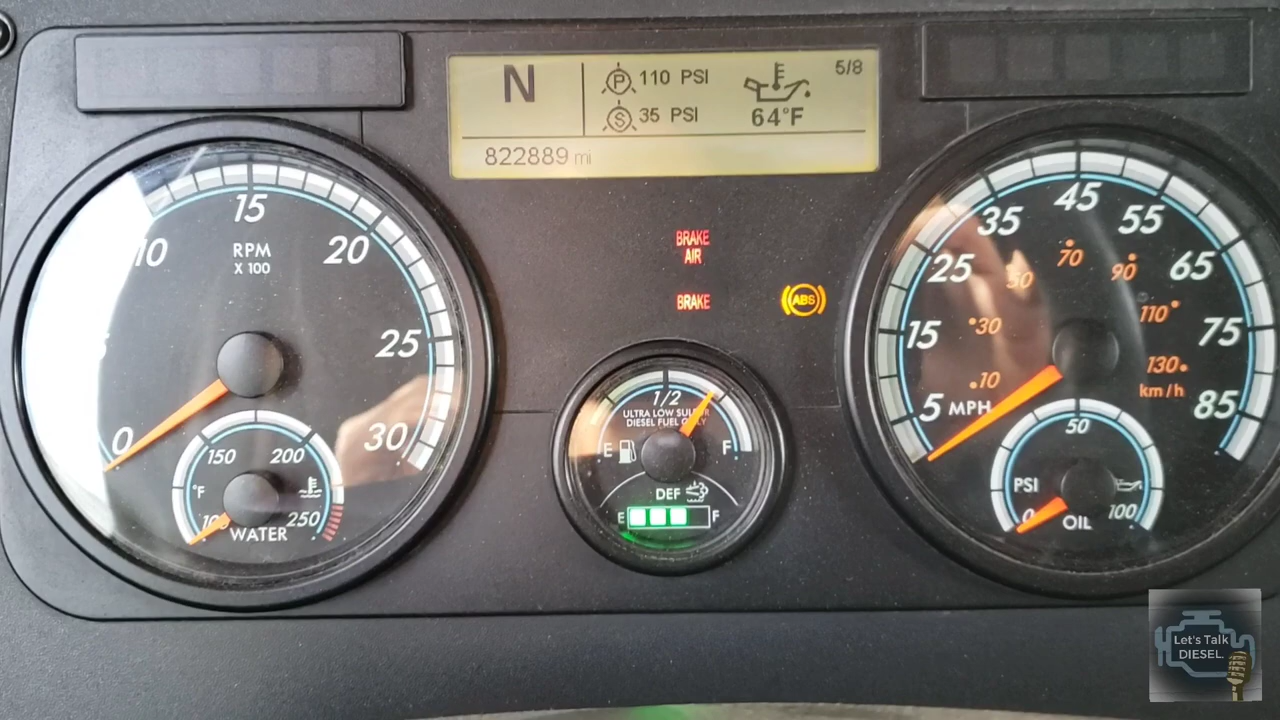 N
P 110 PSI
S 35 PSI
64°F
5/8
822889 mi
BRAKE
AIR
BRAKE
ABS
0
10
15
20
25
30
RPM
X 100
°F
150
200
250
WATER
1/2
ULTRA LOW SULFUR
DIESEL FUEL ONLY
E
F
DEF
E
F
5
15
25
35
45
55
65
75
85
MPH
10
30
50
70
90
110
130
km/h
PSI
0
50
100
OIL
Let's Talk
DIESEL.